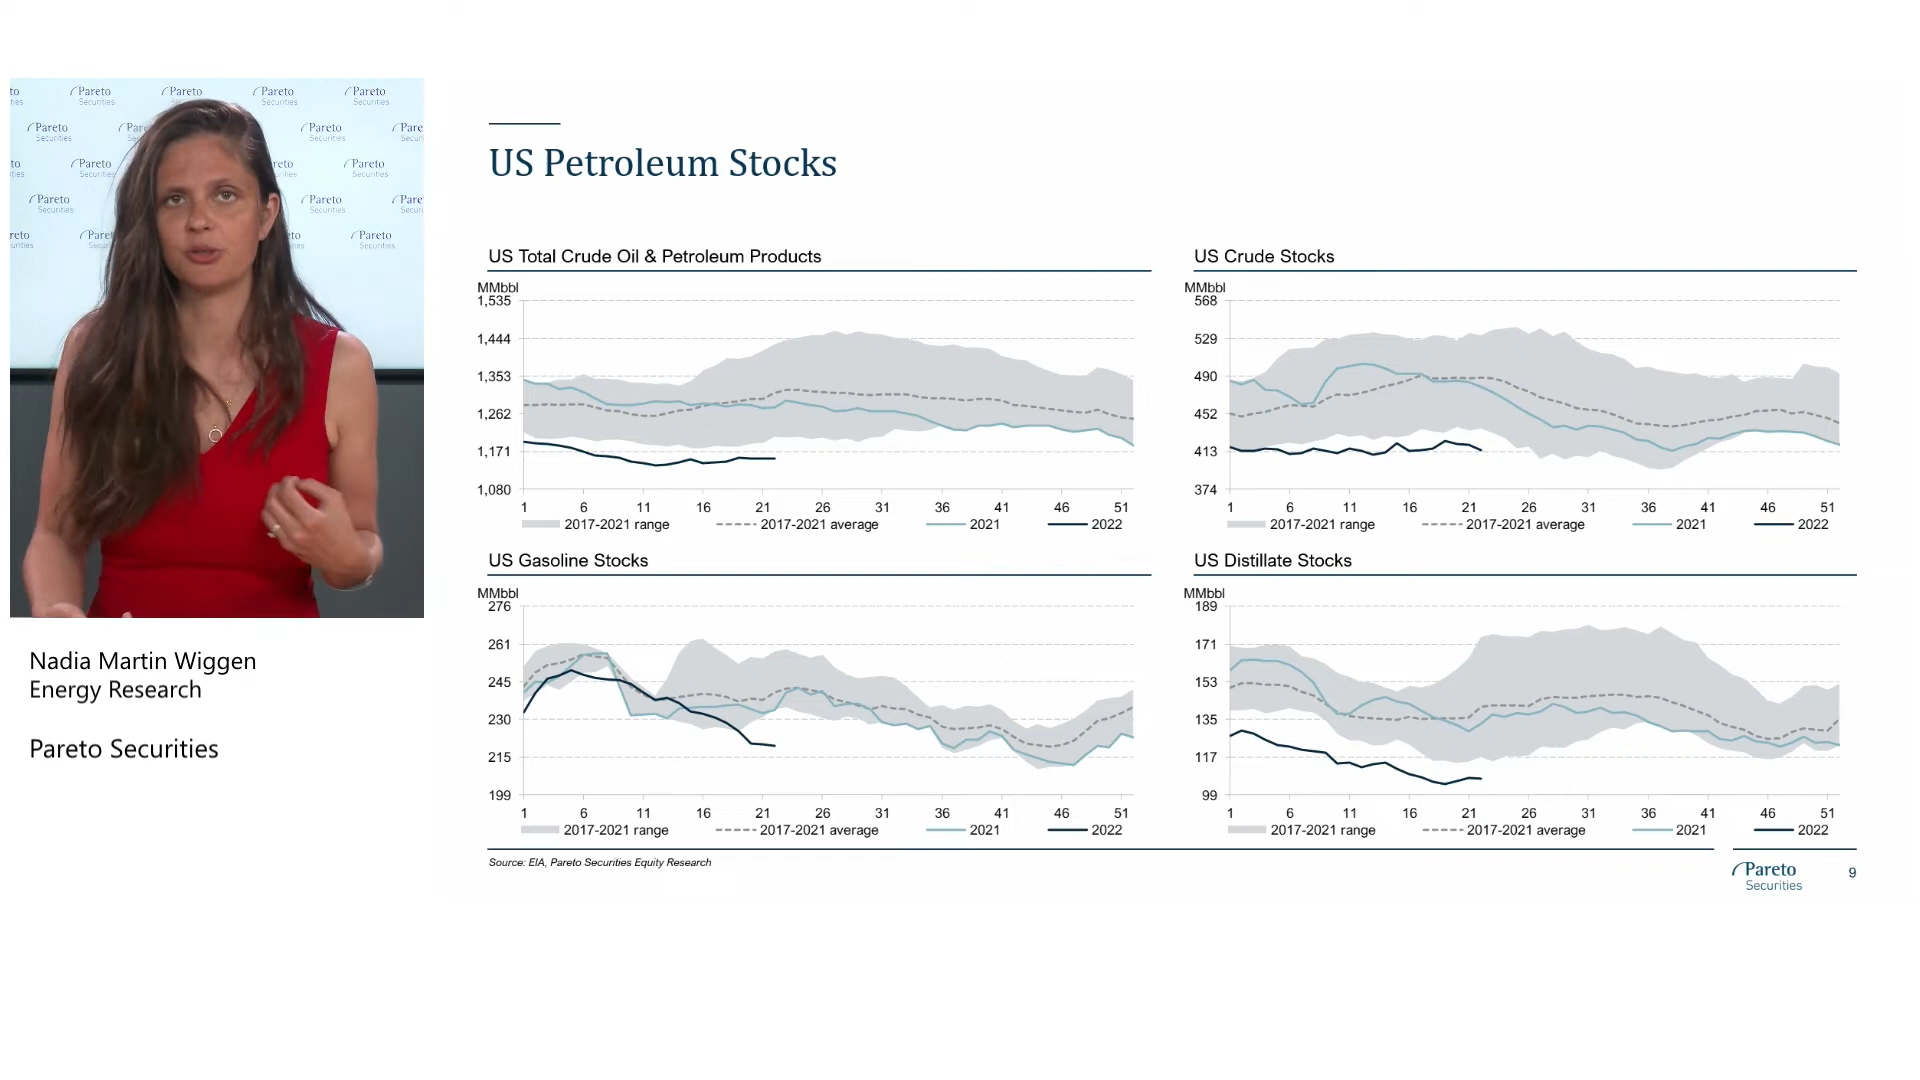 Pareto
Securities
Nadia Martin Wiggen
Energy Research
Pareto Securities
US Petroleum Stocks
US Total Crude Oil & Petroleum Products
MMbbl
1,535
1,444
1,353
1,262
1,171
1,080
1 6 11 16 21 26 31 36 41 46 51
2017-2021 range 2017-2021 average 2021 2022
US Crude Stocks
MMbbl
568
529
490
452
413
374
1 6 11 16 21 26 31 36 41 46 51
2017-2021 range 2017-2021 average 2021 2022
US Gasoline Stocks
MMbbl
276
261
245
230
215
199
1 6 11 16 21 26 31 36 41 46 51
2017-2021 range 2017-2021 average 2021 2022
US Distillate Stocks
MMbbl
189
171
153
135
117
99
1 6 11 16 21 26 31 36 41 46 51
2017-2021 range 2017-2021 average 2021 2022
Source: EIA, Pareto Securities Equity Research
Pareto
Securities
9